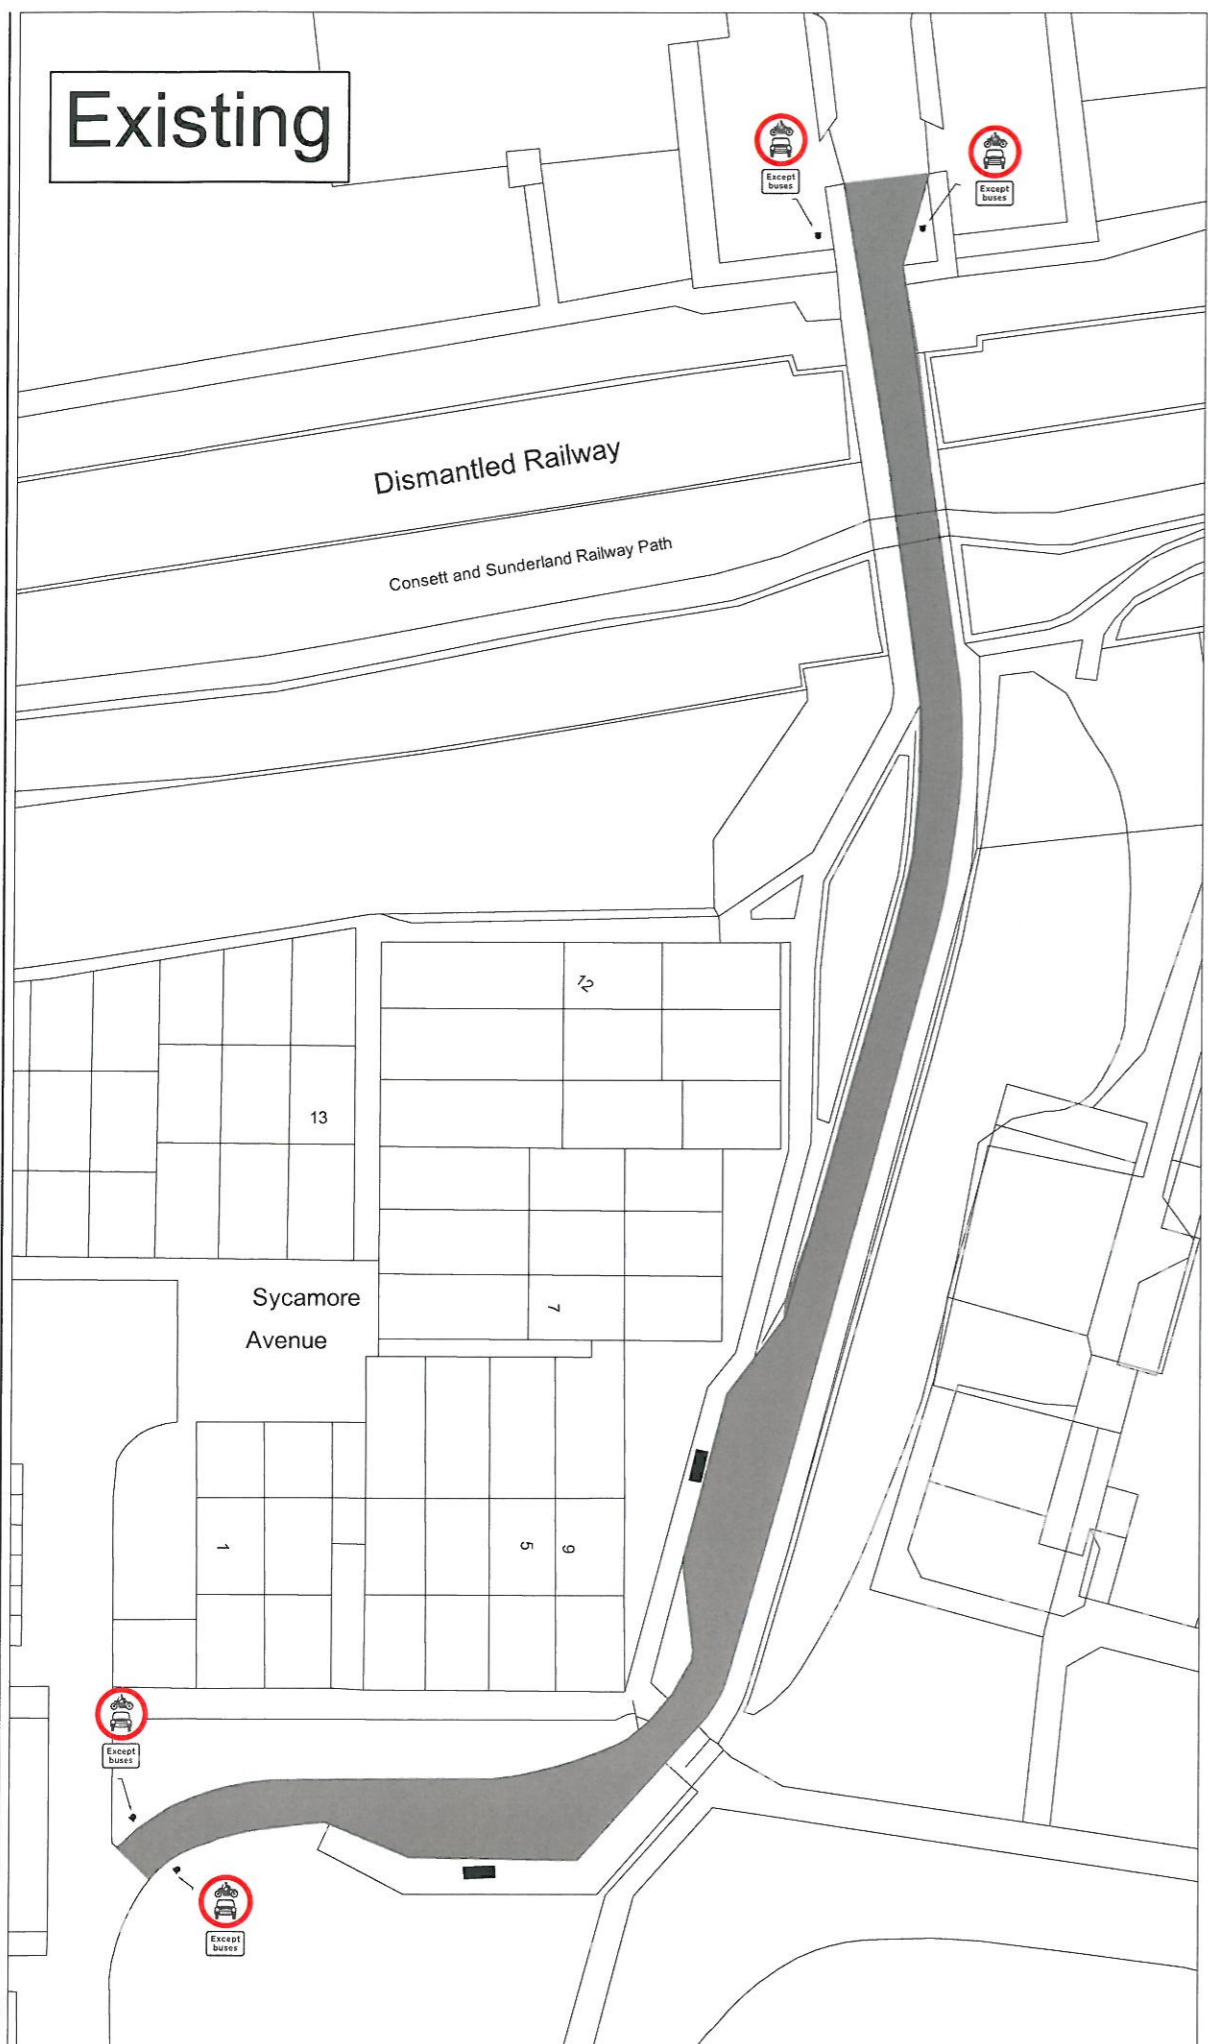 Existing
Except
buses
Except
buses
Dismantled Railway
Consett and Sunderland Railway Path
12
13
Sycamore
Avenue
7
1
5
9
Except
buses
Except
buses